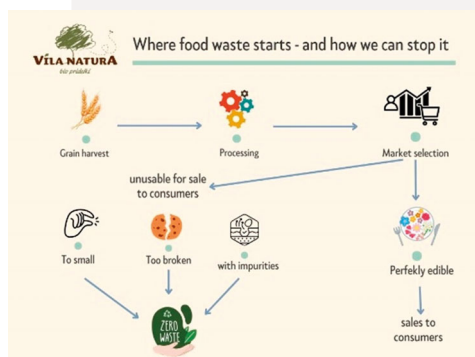 Where food waste starts - and how we can stop it
VILA NATURA
bio pridelki
Grain harvest
Processing
Market selection
unusable for sale
to consumers
To small
Too broken
with impurities
Perfekly edible
ZERO
WASTE
sales to
consumers